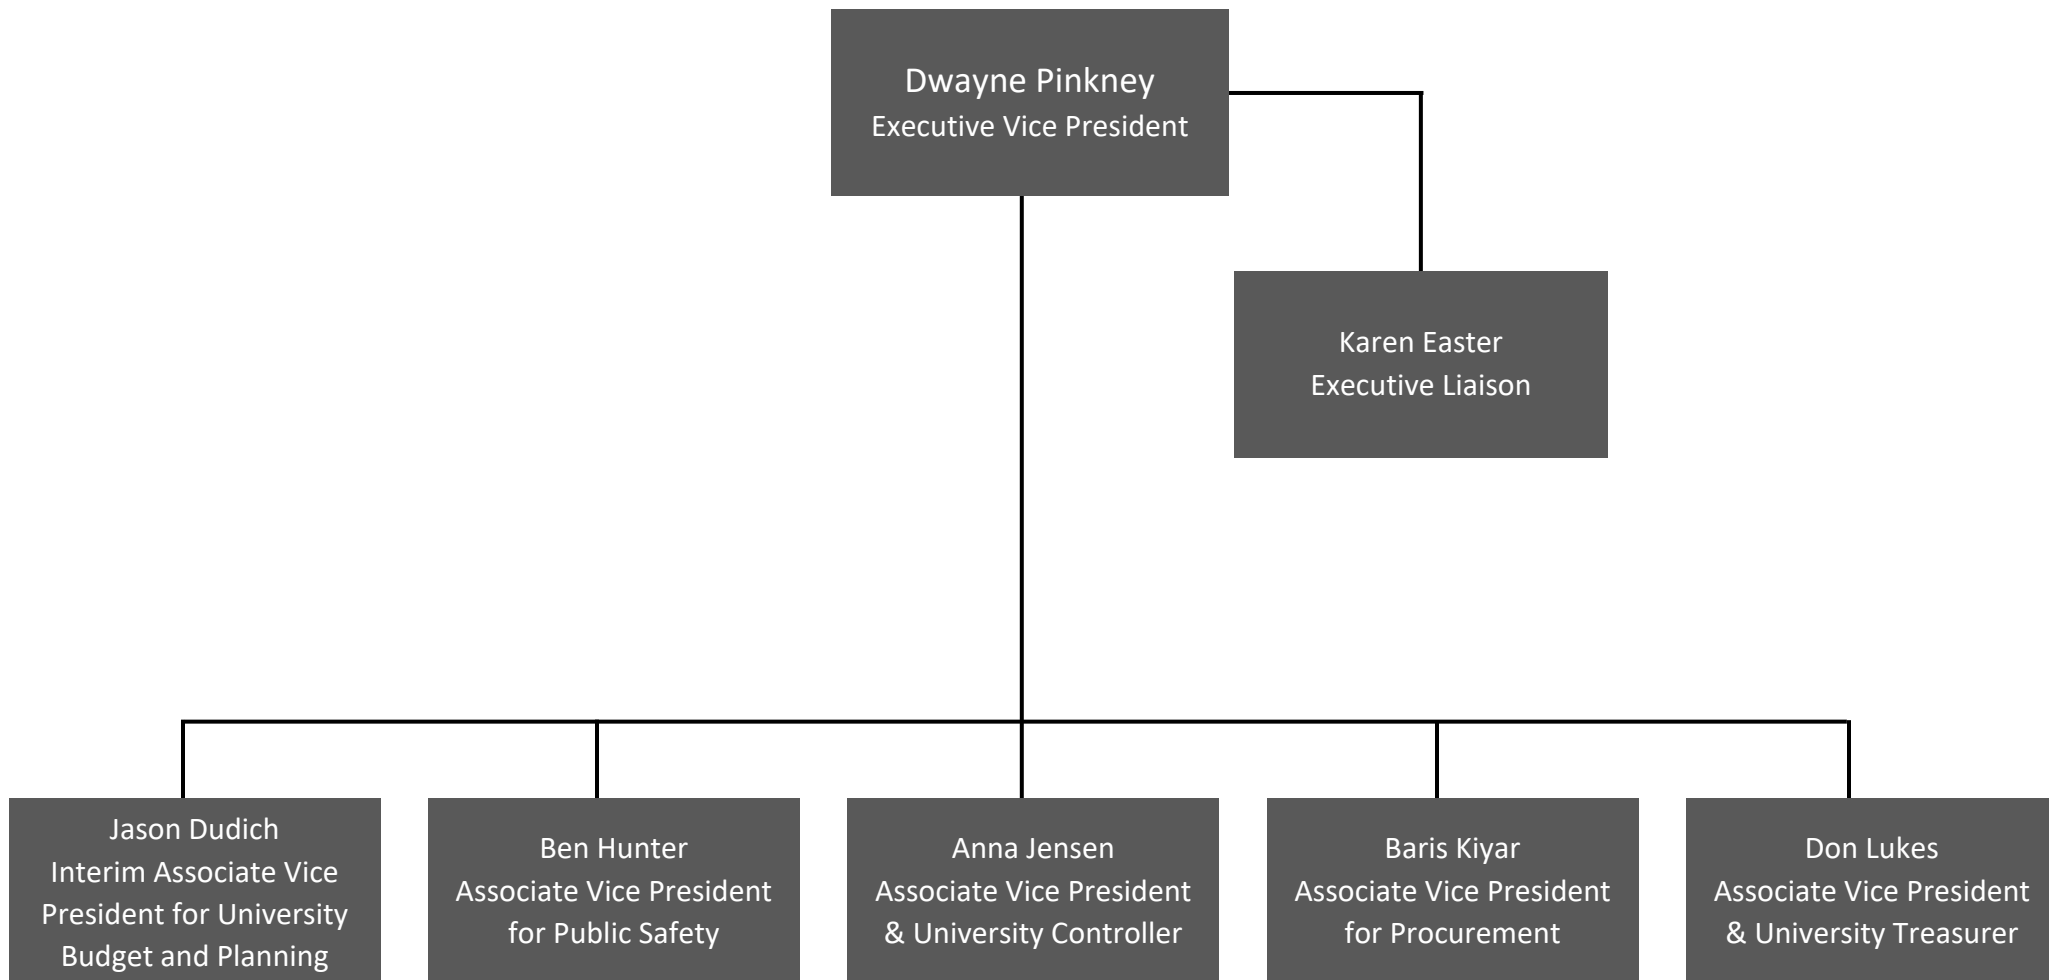 Dwayne Pinkney
Executive Vice President
Karen Easter
Executive Liaison
Jason Dudich
Interim Associate Vice
President for University
Budget and Planning
Ben Hunter
Associate Vice President
for Public Safety
Anna Jensen
Associate Vice President
& University Controller
Baris Kiyar
Associate Vice President
for Procurement
Don Lukes
Associate Vice President
& University Treasurer